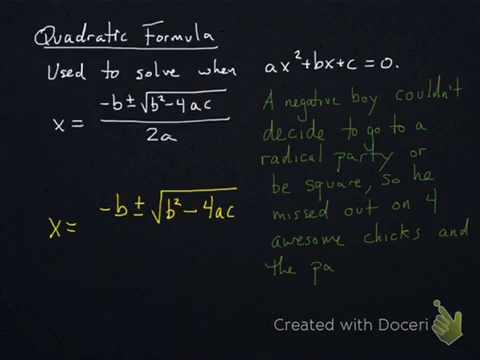 Quadratic Formula
Used to solve when ax²+bx+c=0.
x = (-b ± √(b²-4ac)) / 2a
A negative boy couldn't
decide to go to a
radical party or
be square, so he
missed out on 4
awesome chicks and
the pa
x = -b ± √(b²-4ac)
Created with Doceri